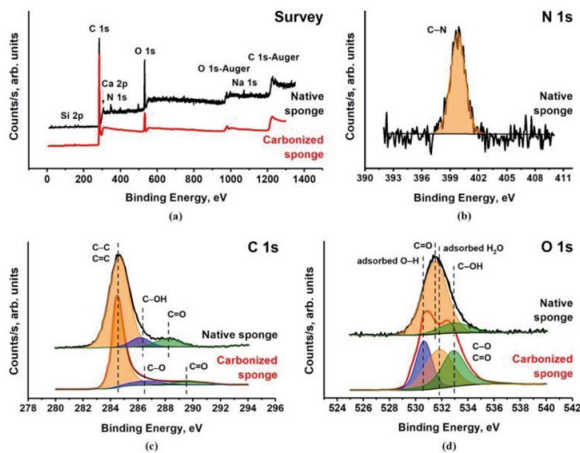 Survey
C 1s
O 1s
Ca 2p
N 1s
Si 2p
O 1s-Auger
Na 1s
C 1s-Auger
Native
sponge
Carbonized
sponge
Counts/s, arb. units
0 200 400 600 800 1000 1200 1400
Binding Energy, eV
(a)
N 1s
C–N
Native
sponge
Counts/s, arb. units
390 393 396 399 402 405 408 411
Binding Energy, eV
(b)
C 1s
C–C
C=C
C–OH
C=O
Native sponge
Carbonized
sponge
C–O
C=O
Counts/s, arb. units
278 280 282 284 286 288 290 292 294 296
Binding Energy, eV
(c)
O 1s
C=O
adsorbed H₂O
adsorbed O–H
C–OH
Native
sponge
C–O
C=O
Carbonized
sponge
Counts/s, arb. units
524 526 528 530 532 534 536 538 540 542
Binding Energy, eV
(d)